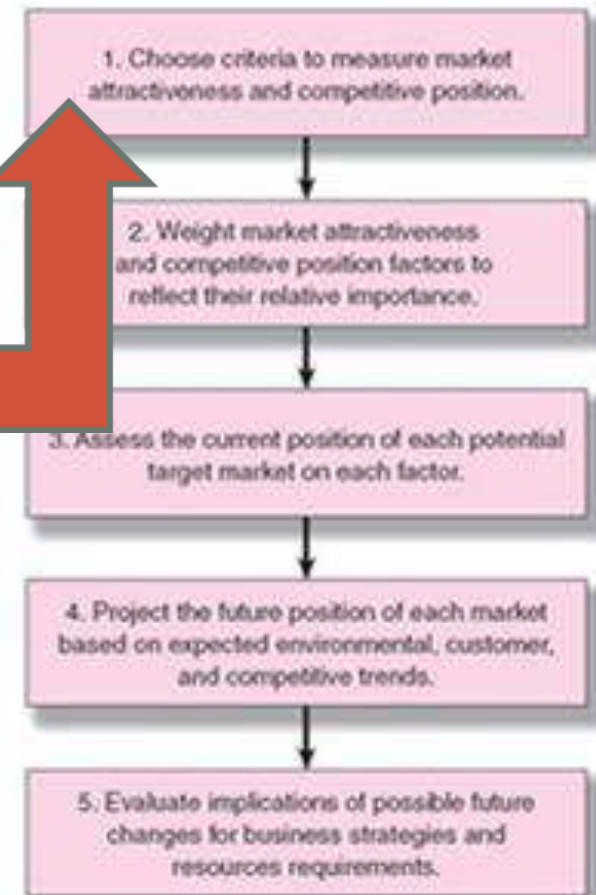 1. Choose criteria to measure market
attractiveness and competitive position.
2. Weight market attractiveness
and competitive position factors to
reflect their relative importance.
3. Assess the current position of each potential
target market on each factor.
4. Project the future position of each market
based on expected environmental, customer,
and competitive trends.
5. Evaluate implications of possible future
changes for business strategies and
resources requirements.